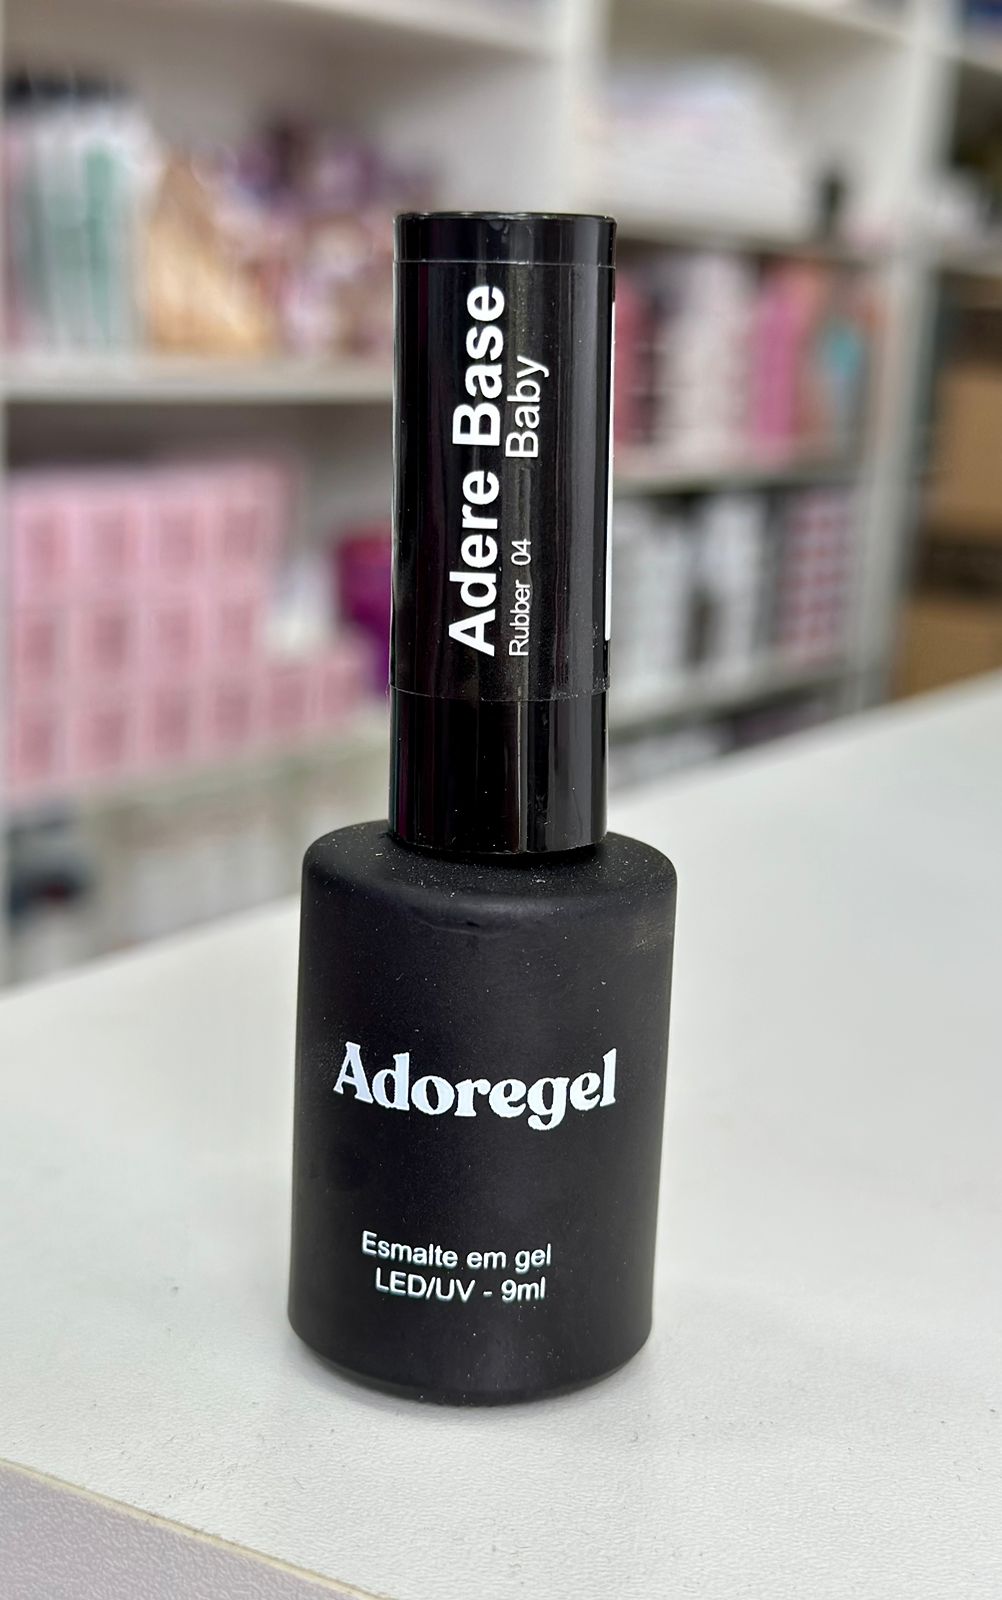 Adere Base
Rubber 04 Baby
Adoregel
Esmalte em gel
LED/UV - 9ml